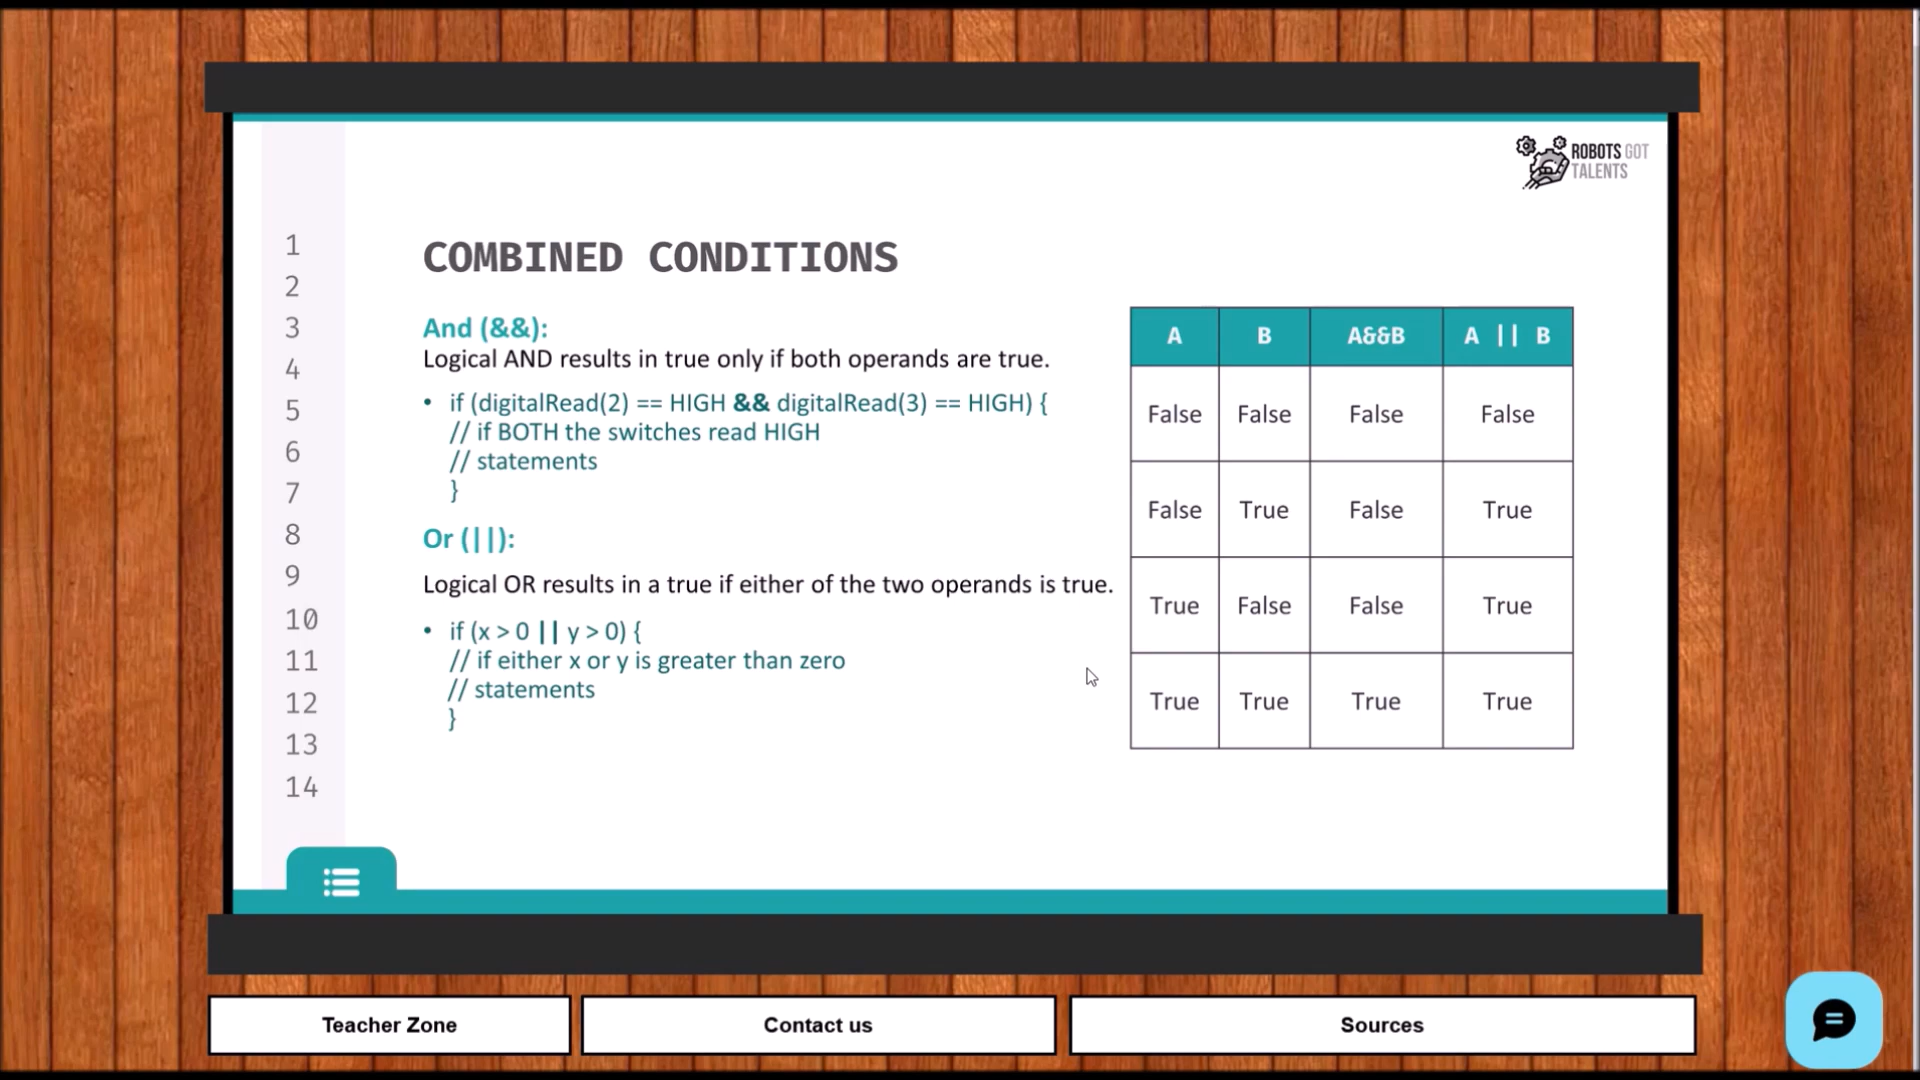 ROBOTS GOT
TALENTS
1
2
3
4
5
6
7
8
9
10
11
12
13
14
COMBINED CONDITIONS
And (&&):
Logical AND results in true only if both operands are true.
• if (digitalRead(2) == HIGH && digitalRead(3) == HIGH) {
// if BOTH the switches read HIGH
// statements
}
Or (||):
Logical OR results in a true if either of the two operands is true.
• if (x > 0 || y > 0) {
// if either x or y is greater than zero
// statements
}
A B A&&B A || B
False False False False
False True False True
True False False True
True True True True
Teacher Zone
Contact us
Sources